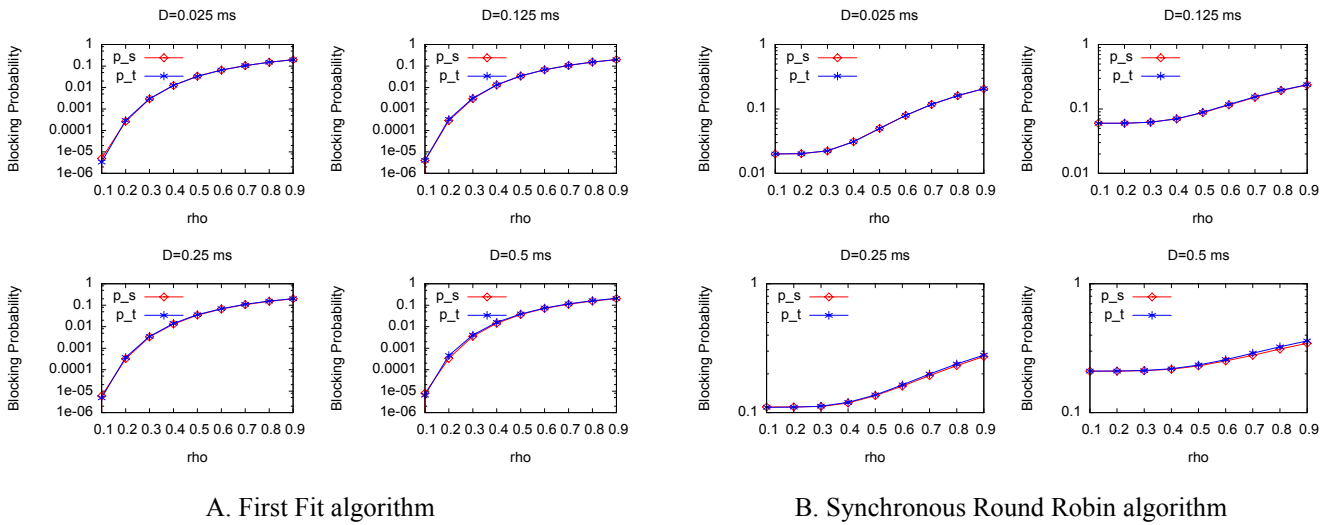 D=0.025 ms
Blocking Probability
1
0.1
0.01
0.001
0.0001
1e-05
1e-06
p_s
p_t
0.1 0.2 0.3 0.4 0.5 0.6 0.7 0.8 0.9
rho
D=0.125 ms
Blocking Probability
1
0.1
0.01
0.001
0.0001
1e-05
1e-06
p_s
p_t
0.1 0.2 0.3 0.4 0.5 0.6 0.7 0.8 0.9
rho
D=0.25 ms
Blocking Probability
1
0.1
0.01
0.001
0.0001
1e-05
1e-06
p_s
p_t
0.1 0.2 0.3 0.4 0.5 0.6 0.7 0.8 0.9
rho
D=0.5 ms
Blocking Probability
1
0.1
0.01
0.001
0.0001
1e-05
1e-06
p_s
p_t
0.1 0.2 0.3 0.4 0.5 0.6 0.7 0.8 0.9
rho
A. First Fit algorithm
D=0.025 ms
Blocking Probability
1
0.1
0.01
p_s
p_t
0.1 0.2 0.3 0.4 0.5 0.6 0.7 0.8 0.9
rho
D=0.125 ms
Blocking Probability
1
0.1
0.01
p_s
p_t
0.1 0.2 0.3 0.4 0.5 0.6 0.7 0.8 0.9
rho
D=0.25 ms
Blocking Probability
1
0.1
p_s
p_t
0.1 0.2 0.3 0.4 0.5 0.6 0.7 0.8 0.9
rho
D=0.5 ms
Blocking Probability
1
0.1
p_s
p_t
0.1 0.2 0.3 0.4 0.5 0.6 0.7 0.8 0.9
rho
B. Synchronous Round Robin algorithm